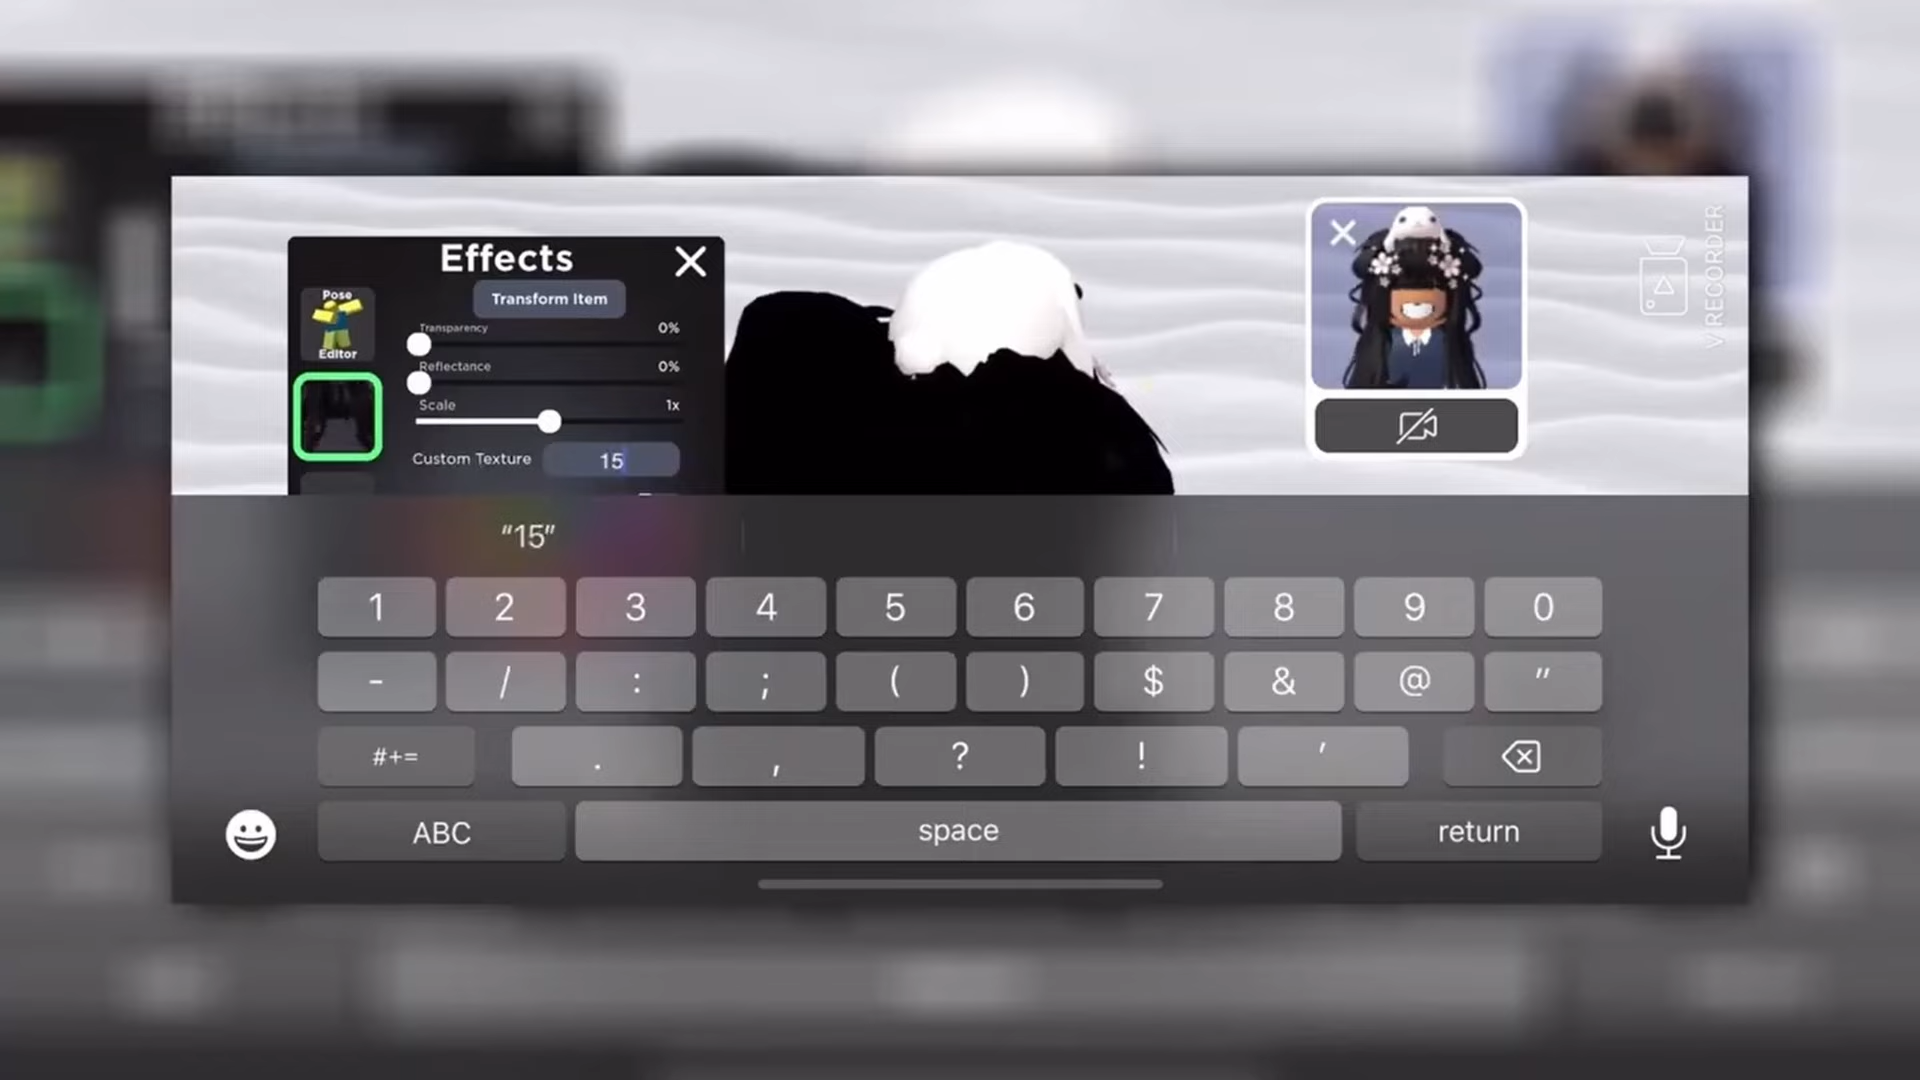 Effects
Transform Item
Pose
Editor
Transparency 0%
Reflectance 0%
Scale 1x
Custom Texture 15
VRECORDER
“15”
1 2 3 4 5 6 7 8 9 0
- / : ; ( ) $ & @ "
#+= . , ? ! '
ABC space return